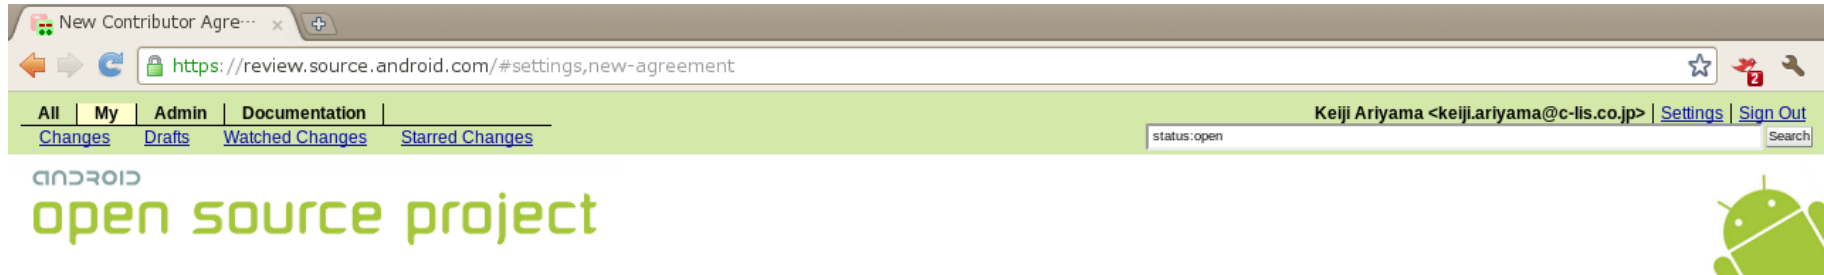 New Contributor Agre···
https://review.source.android.com/#settings,new-agreement
2
All My Admin Documentation
Keiji Ariyama <keiji.ariyama@c-lis.co.jp> Settings Sign Out
Changes Drafts Watched Changes Starred Changes
status:open Search
ANDROID
open source project